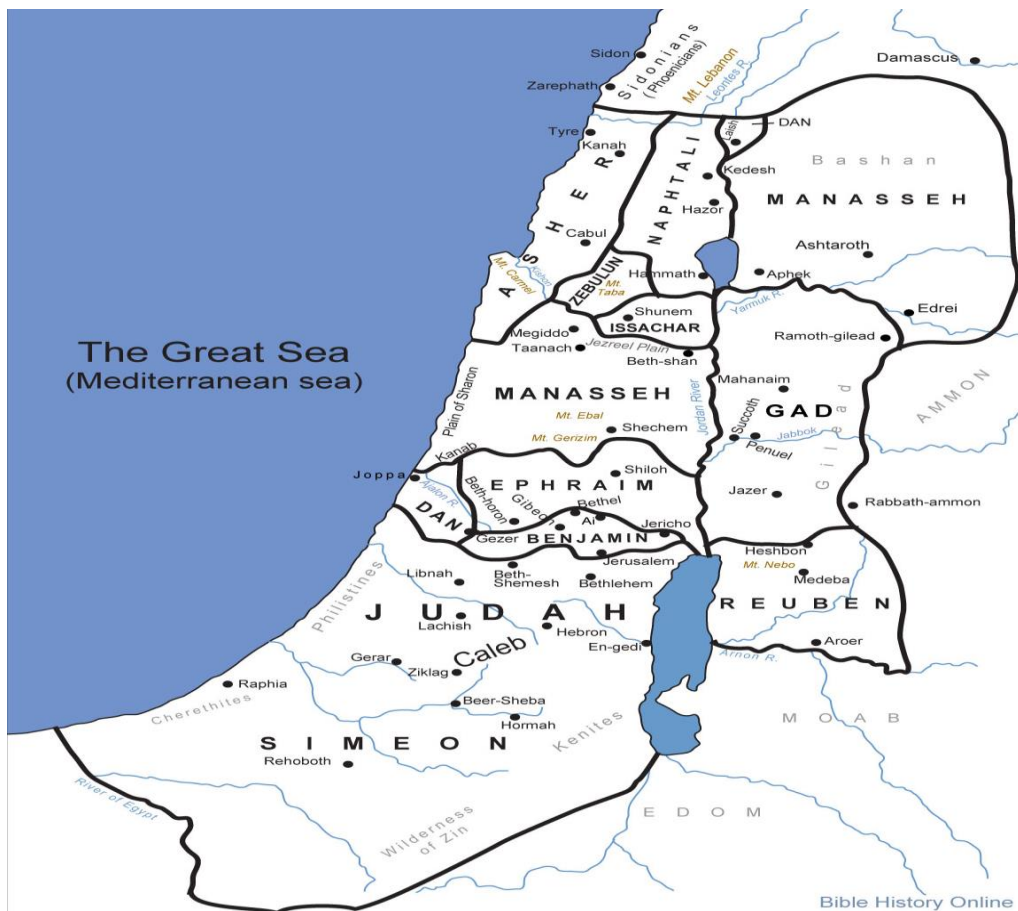 Sidon
Sidonians
(Phoenicians)
Mt. Lebanon
Leontes R.
Damascus
Zarephath
Tyre
Kanah
Laish
DAN
Bashan
Kedesh
NAPHTALI
MANASSEH
Hazor
ASHER
Cabul
Ashtaroth
Mt. Carmel
Kishon
ZEBULUN
Mt.
Taba
Hammath
Aphek
Yarmuk R.
Edrei
Shunem
ISSACHAR
Megiddo
Taanach
Jezreel Plain
Beth-shan
Ramoth-gilead
The Great Sea
(Mediterranean sea)
Plain of Sharon
MANASSEH
Mt. Ebal
Mt. Gerizim
Shechem
Jordan River
Mahanaim
GAD
Succoth
Penuel
Jabbok
Gilead
AMMON
Kanab
Joppa
Ajalon R.
Shiloh
EPHRAIM
Beth-horon
Gibeon
Bethel
Ai
Jazer
Rabbath-ammon
DAN
Gezer
BENJAMIN
Jericho
Jerusalem
Heshbon
Mt. Nebo
Medeba
REUBEN
Philistines
Libnah
Beth-
Shemesh
Bethlehem
JUDAH
Lachish
Hebron
Caleb
En-gedi
Aroer
Arnon R.
Gerar
Ziklag
Raphia
Cherethites
Beer-Sheba
Hormah
Kenites
MOAB
SIMEON
Rehoboth
River of Egypt
Wilderness
of Zin
EDOM
Bible History Online